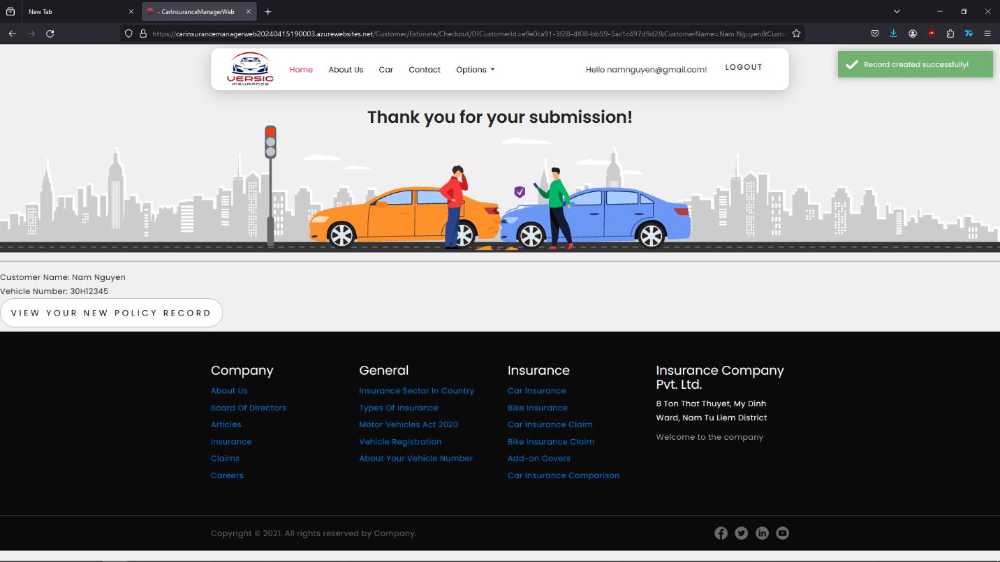 New Tab
- CarInsuranceManagerWeb
https://carinsurancemanagerweb20240415190003.azurewebsites.net/Customer/Estimate/Checkout/0?CustomerId=e9e0ca91-3f28-4f08-bb59-5ac1c497d9d2&CustomerName=Nam Nguyen&Custo
VERSIC
INSURANCE
Home
About Us
Car
Contact
Options
Hello namnguyen@gmail.com!
LOGOUT
Record created successfully!
Thank you for your submission!
Customer Name: Nam Nguyen
Vehicle Number: 30H12345
VIEW YOUR NEW POLICY RECORD
Company
About Us
Board Of Directors
Articles
Insurance
Claims
Careers
General
Insurance Sector In Country
Types Of Insurance
Motor Vehicles Act 2020
Vehicle Registration
About Your Vehicle Number
Insurance
Car Insurance
Bike Insurance
Car Insurance Claim
Bike Insurance Claim
Add-on Covers
Car Insurance Comparison
Insurance Company
Pvt. Ltd.
8 Ton That Thuyet, My Dinh
Ward, Nam Tu Liem District
Welcome to the company
Copyright © 2021. All rights reserved by Company.